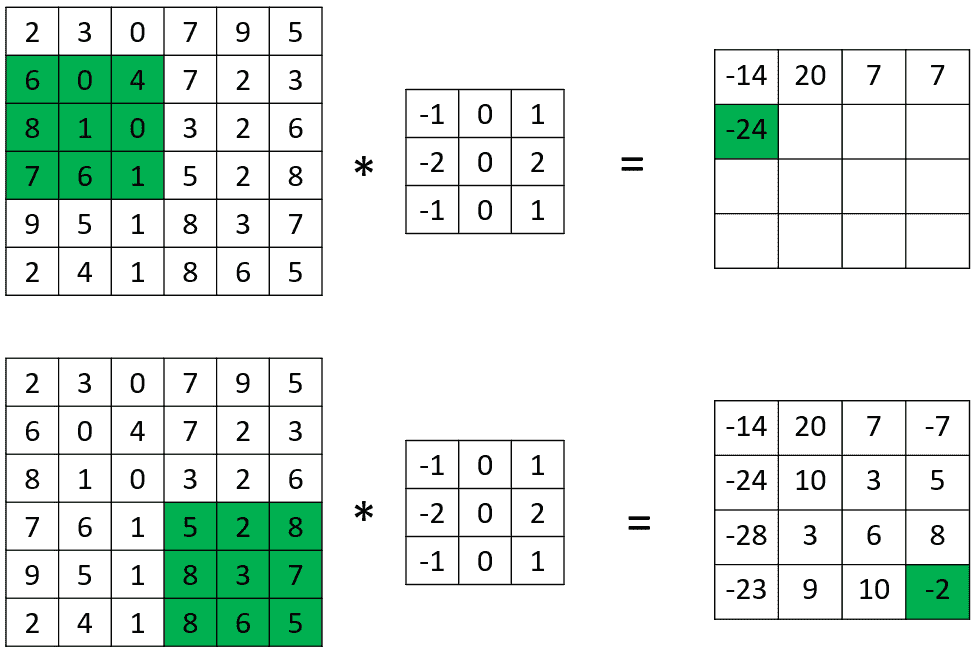 2 3 0 7 9 5
6 0 4 7 2 3
8 1 0 3 2 6
7 6 1 5 2 8
9 5 1 8 3 7
2 4 1 8 6 5
*
-1 0 1
-2 0 2
-1 0 1
=
-14 20 7 7
-24
2 3 0 7 9 5
6 0 4 7 2 3
8 1 0 3 2 6
7 6 1 5 2 8
9 5 1 8 3 7
2 4 1 8 6 5
*
-1 0 1
-2 0 2
-1 0 1
=
-14 20 7 -7
-24 10 3 5
-28 3 6 8
-23 9 10 -2